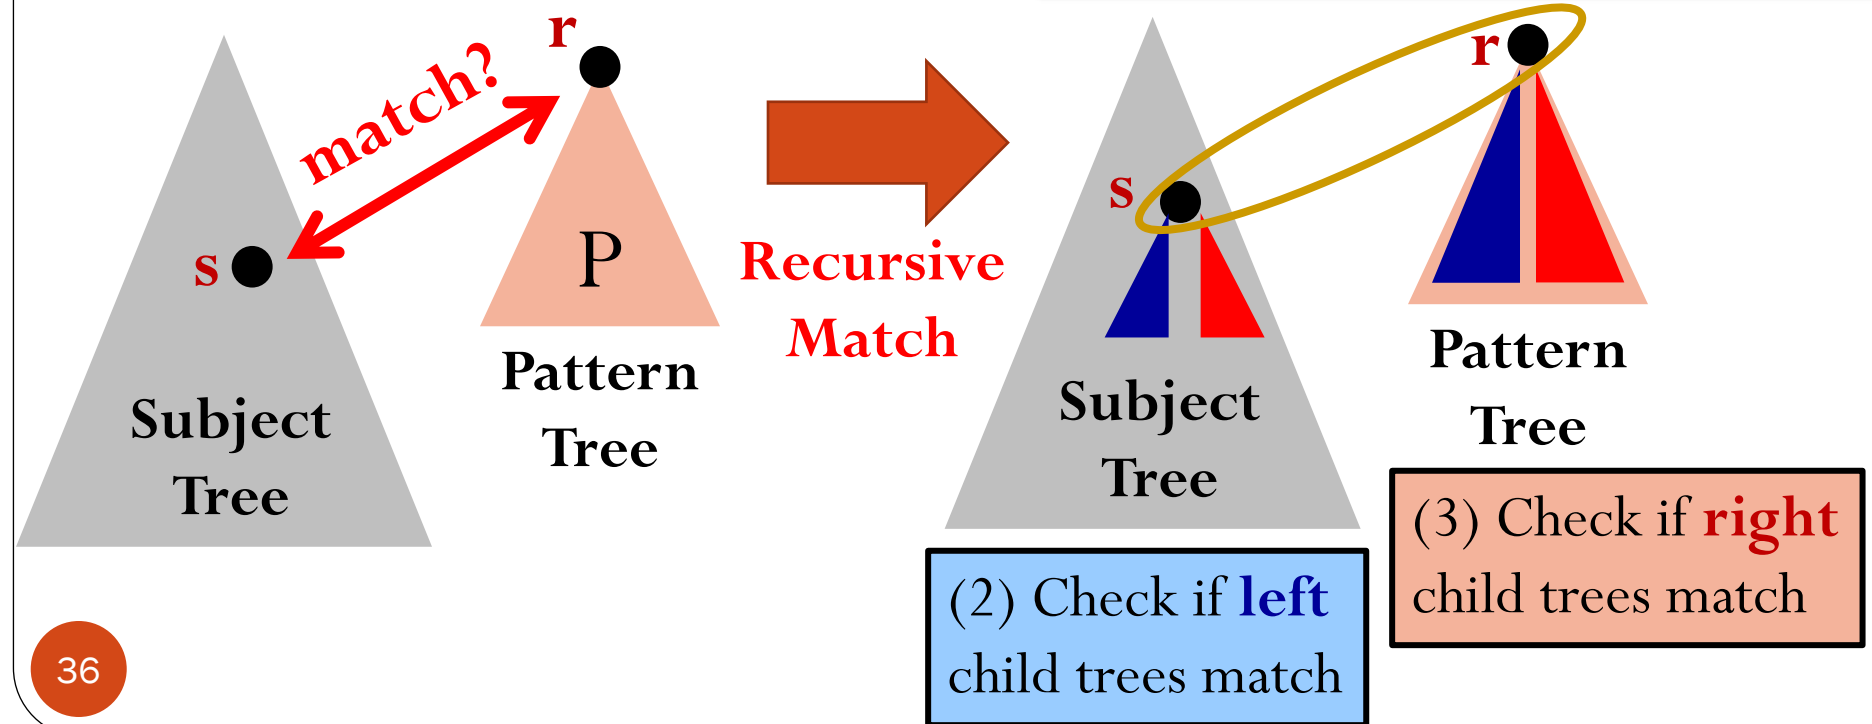 match?
r
s
P
Subject
Tree
Pattern
Tree
Recursive
Match
r
s
Subject
Tree
Pattern
Tree
(2) Check if left
child trees match
(3) Check if right
child trees match
36